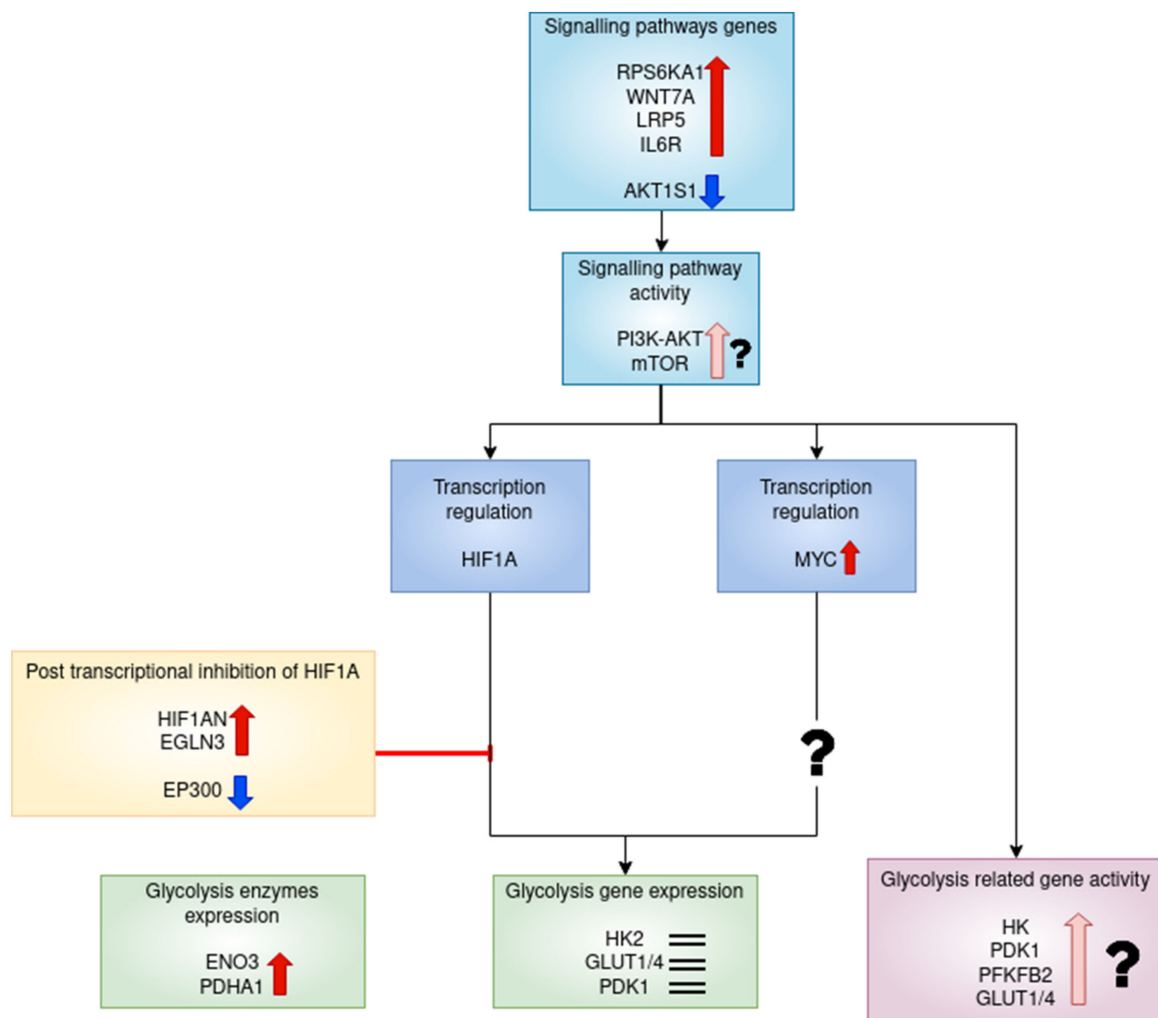 Signalling pathways genes
RPS6KA1
WNT7A
LRP5
IL6R
AKT1S1
Signalling pathway
activity
PI3K-AKT
mTOR
?
Transcription
regulation
HIF1A
Transcription
regulation
MYC
Post transcriptional inhibition of HIF1A
HIF1AN
EGLN3
EP300
?
Glycolysis enzymes
expression
ENO3
PDHA1
Glycolysis gene expression
HK2
GLUT1/4
PDK1
Glycolysis related gene activity
HK
PDK1
PFKFB2
GLUT1/4
?